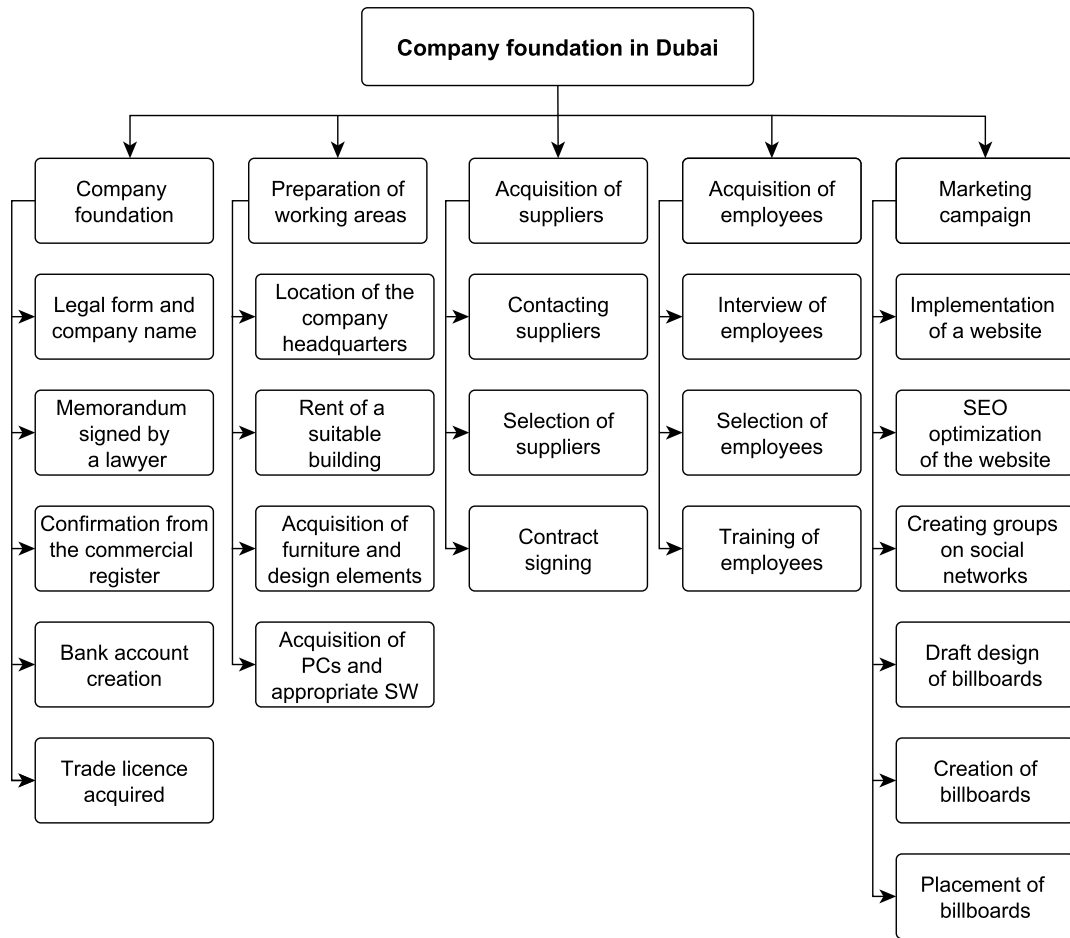 Company foundation in Dubai
Company
foundation
Preparation of
working areas
Acquisition of
suppliers
Acquisition of
employees
Marketing
campaign
Legal form and
company name
Memorandum
signed by
a lawyer
Confirmation from
the commercial
register
Bank account
creation
Trade licence
acquired
Location of the
company
headquarters
Rent of a
suitable
building
Acquisition of
furniture and
design elements
Acquisition of
PCs and
appropriate SW
Contacting
suppliers
Selection of
suppliers
Contract
signing
Interview of
employees
Selection of
employees
Training of
employees
Implementation
of a website
SEO
optimization
of the website
Creating groups
on social
networks
Draft design
of billboards
Creation of
billboards
Placement of
billboards